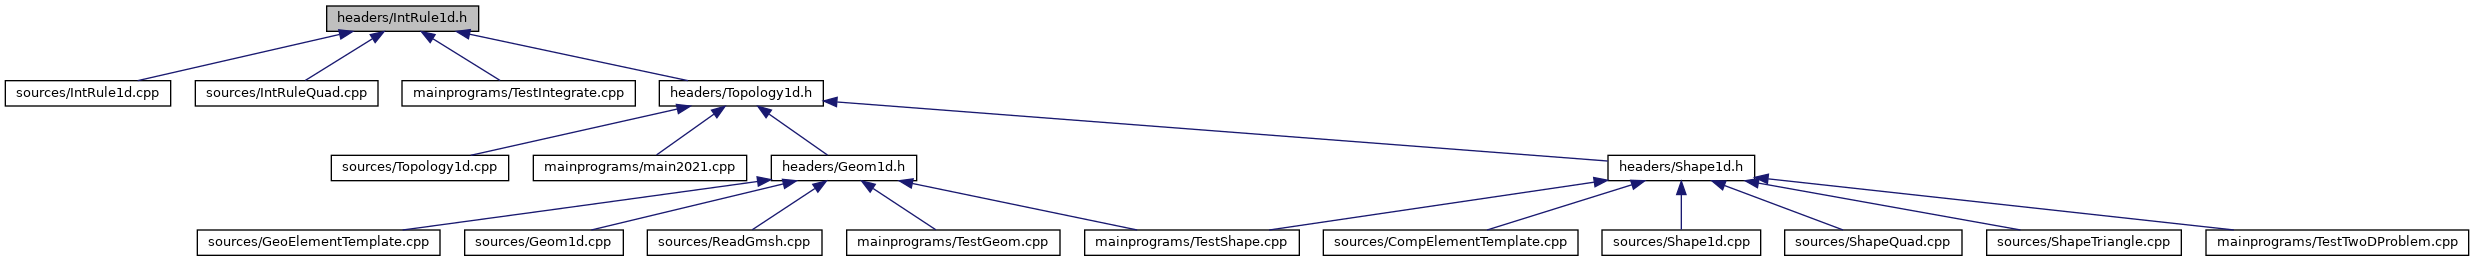 headers/IntRule1d.h
sources/IntRule1d.cpp
sources/IntRuleQuad.cpp
mainprograms/TestIntegrate.cpp
headers/Topology1d.h
sources/Topology1d.cpp
mainprograms/main2021.cpp
headers/Geom1d.h
headers/Shape1d.h
sources/GeoElementTemplate.cpp
sources/Geom1d.cpp
sources/ReadGmsh.cpp
mainprograms/TestGeom.cpp
mainprograms/TestShape.cpp
sources/CompElementTemplate.cpp
sources/Shape1d.cpp
sources/ShapeQuad.cpp
sources/ShapeTriangle.cpp
mainprograms/TestTwoDProblem.cpp